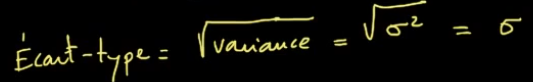 Écart-type = √variance = √σ² = σ